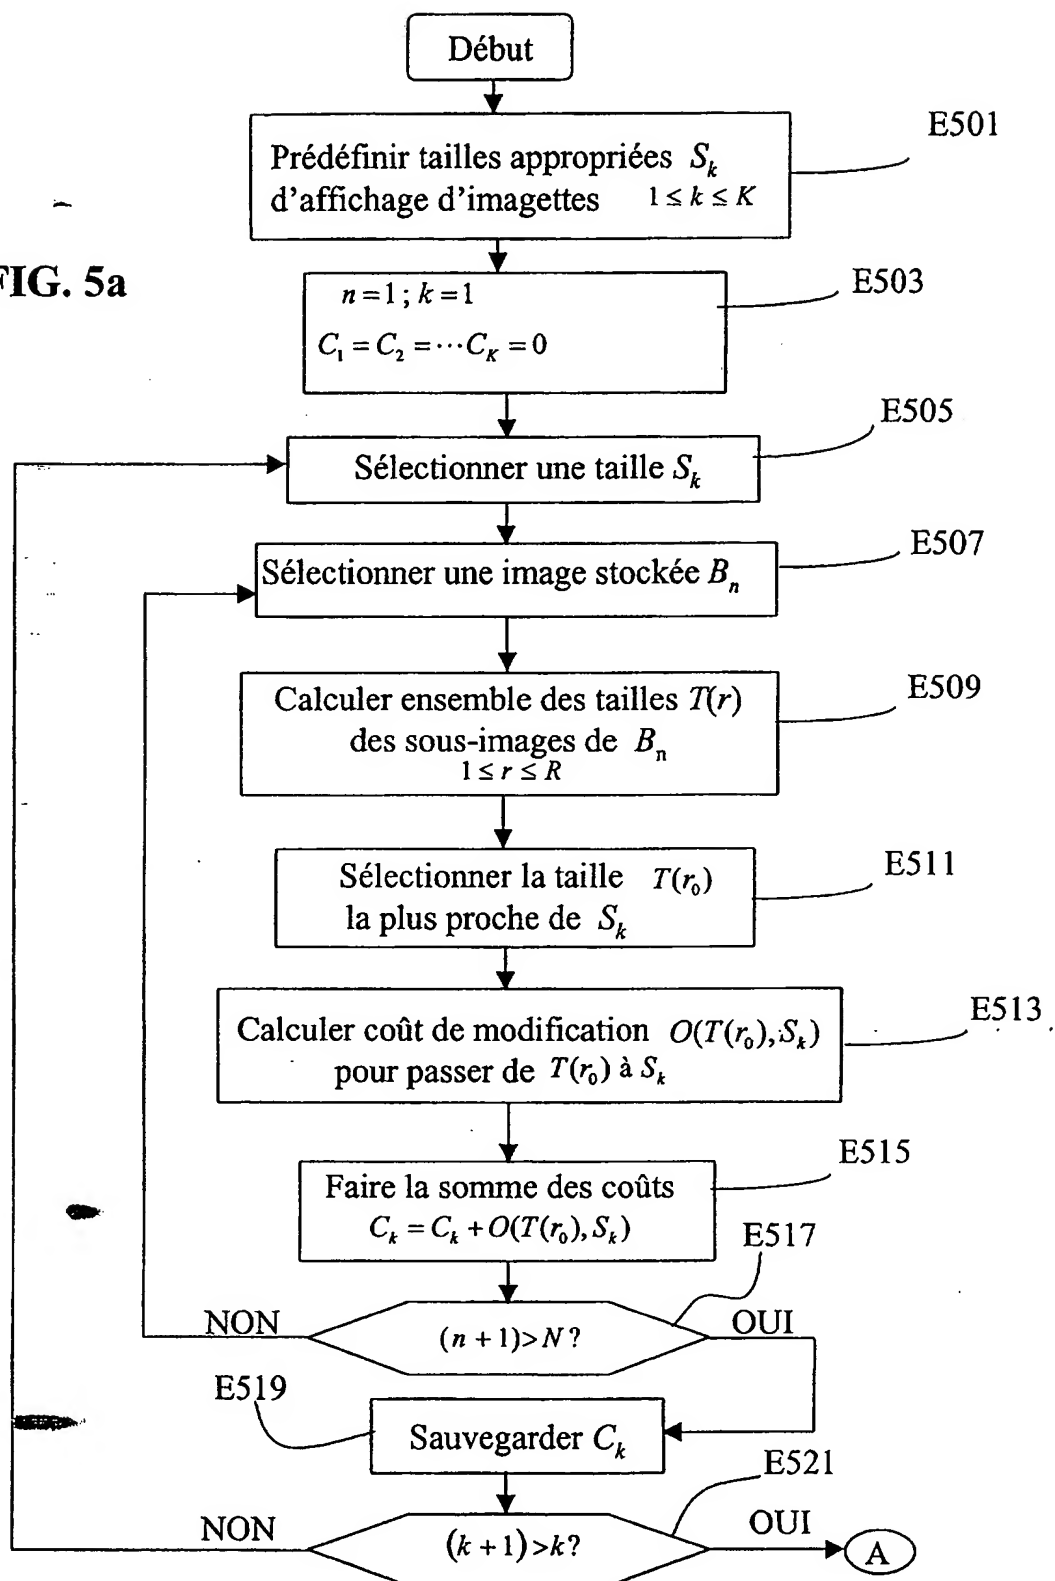 Début
E501
Prédéfinir tailles appropriées S_k
d'affichage d'imagettes 1 ≤ k ≤ K
FIG. 5a
E503
n = 1 ; k = 1
C_1 = C_2 = ⋯ C_K = 0
E505
Sélectionner une taille S_k
E507
Sélectionner une image stockée B_n
E509
Calculer ensemble des tailles T(r)
des sous-images de B_n
1 ≤ r ≤ R
E511
Sélectionner la taille T(r_0)
la plus proche de S_k
E513
Calculer coût de modification O(T(r_0), S_k)
pour passer de T(r_0) à S_k
E515
Faire la somme des coûts
C_k = C_k + O(T(r_0), S_k)
E517
NON
(n + 1) > N ?
OUI
E519
Sauvegarder C_k
E521
NON
(k + 1) > k?
OUI
A